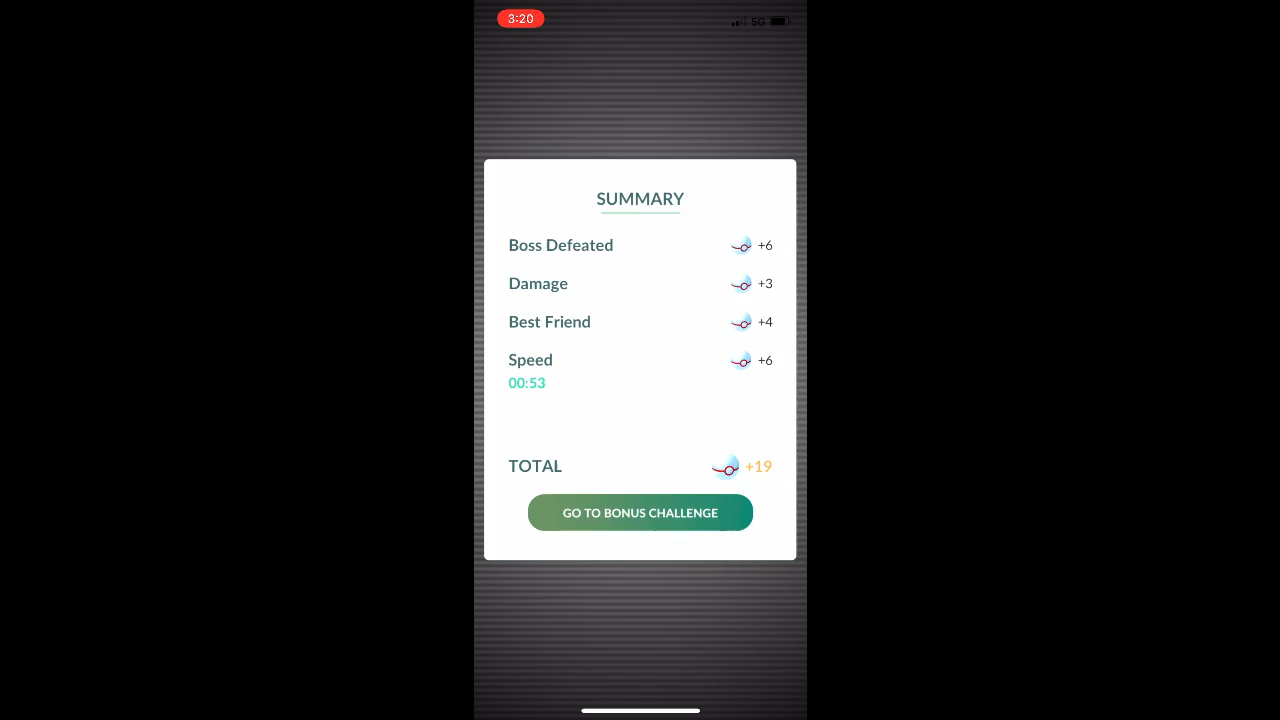 3:20
5G
SUMMARY
Boss Defeated +6
Damage +3
Best Friend +4
Speed +6
00:53
TOTAL +19
GO TO BONUS CHALLENGE